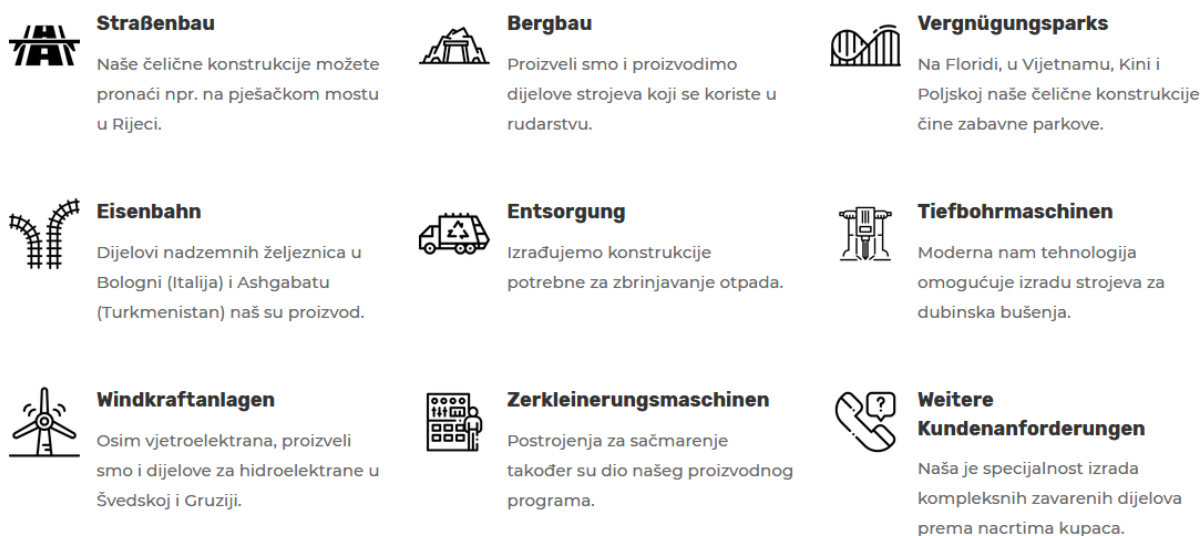 Straßenbau
Naše čelične konstrukcije možete
pronaći npr. na pješačkom mostu
u Rijeci.
Bergbau
Proizveli smo i proizvodimo
dijelove strojeva koji se koriste u
rudarstvu.
Vergnügungsparks
Na Floridi, u Vijetnamu, Kini i
Poljskoj naše čelične konstrukcije
čine zabavne parkove.
Eisenbahn
Dijelovi nadzemnih željeznica u
Bologni (Italija) i Ashgabatu
(Turkmenistan) naš su proizvod.
Entsorgung
Izrađujemo konstrukcije
potrebne za zbrinjavanje otpada.
Tiefbohrmaschinen
Moderna nam tehnologija
omogućuje izradu strojeva za
dubinska bušenja.
Windkraftanlagen
Osim vjetroelektrana, proizveli
smo i dijelove za hidroelektrane u
Švedskoj i Gruziji.
Zerkleinerungsmaschinen
Postrojenja za sačmarenje
također su dio našeg proizvodnog
programa.
Weitere
Kundenanforderungen
Naša je specijalnost izrada
kompleksnih zavarenih dijelova
prema nacrtima kupaca.